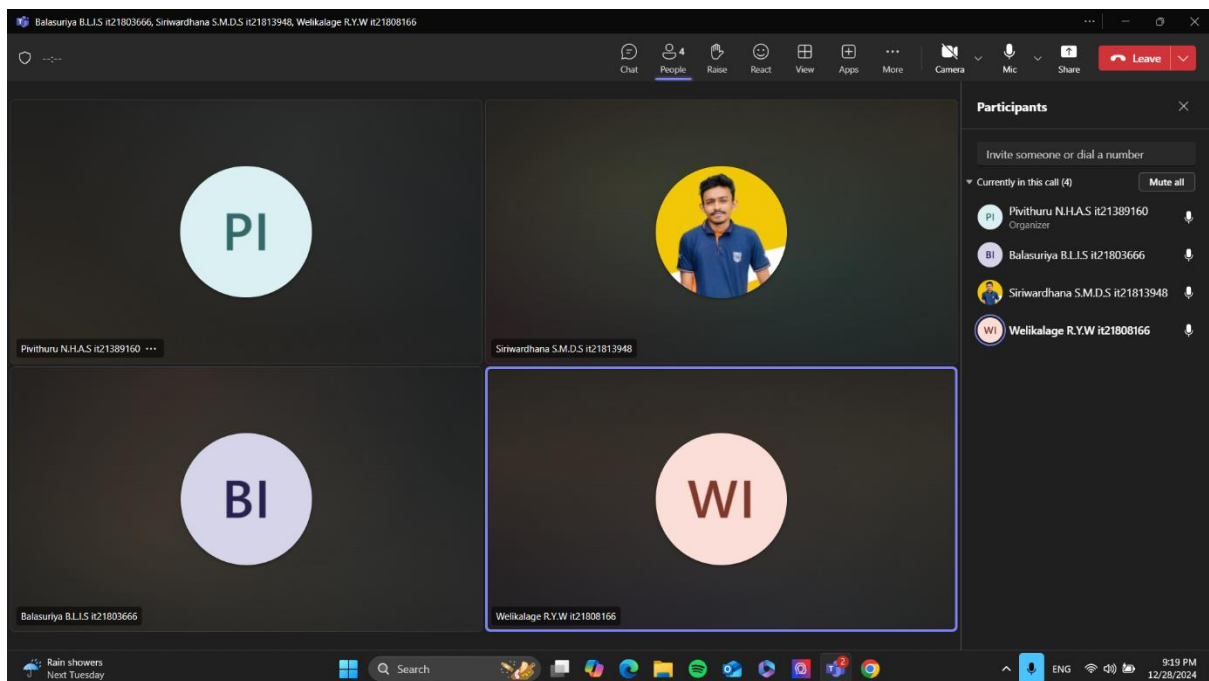 Balasuriya B.L.I.S it21803666, Siriwardhana S.M.D.S it21813948, Welikalage R.Y.W it21808166
--:--
Chat
4
People
Raise
React
View
Apps
More
Camera
Mic
Share
Leave
PI
Pivithuru N.H.A.S it21389160
Siriwardhana S.M.D.S it21813948
BI
Balasuriya B.L.I.S it21803666
WI
Welikalage R.Y.W it21808166
Participants
Invite someone or dial a number
Currently in this call (4)
Mute all
PI
Pivithuru N.H.A.S it21389160
Organizer
BI
Balasuriya B.L.I.S it21803666
Siriwardhana S.M.D.S it21813948
WI
Welikalage R.Y.W it21808166
Rain showers
Next Tuesday
Search
2
ENG
9:19 PM
12/28/2024